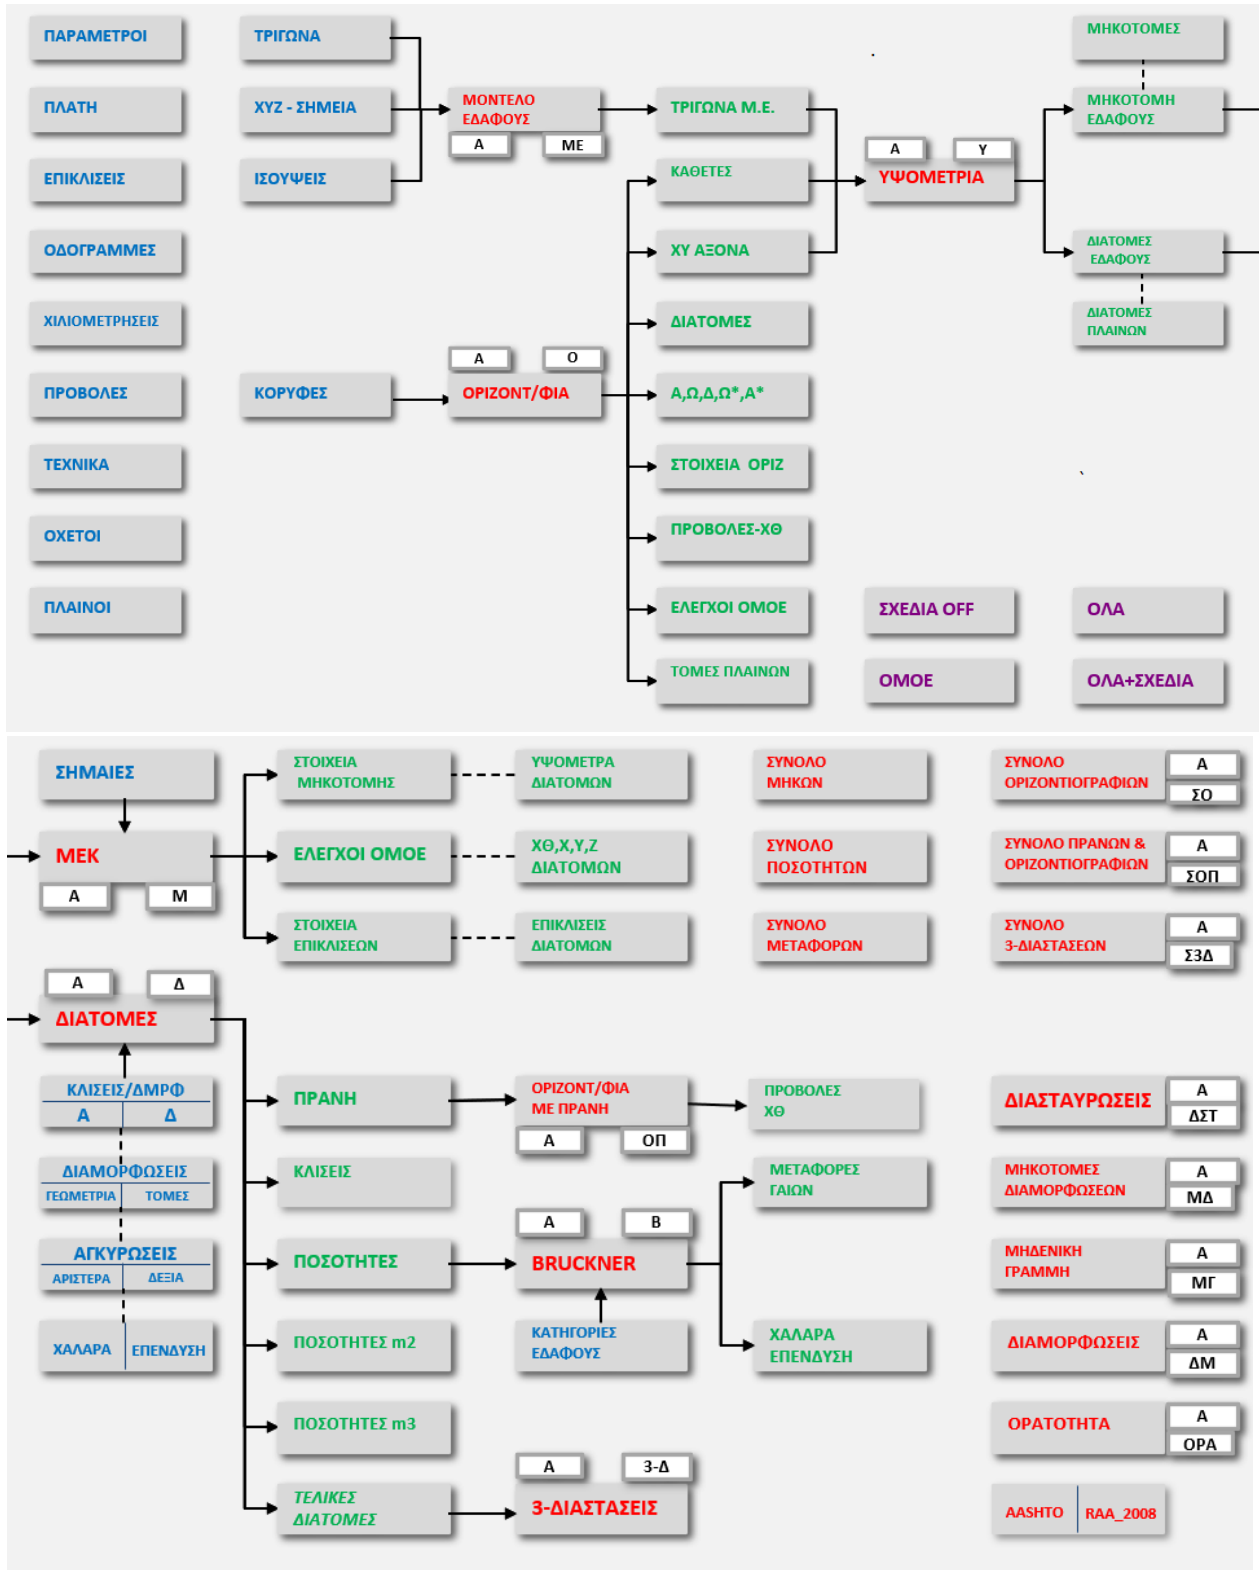 ΠΑΡΑΜΕΤΡΟΙ
ΤΡΙΓΩΝΑ
ΜΗΚΟΤΟΜΕΣ
ΠΛΑΤΗ
ΧΥΖ - ΣΗΜΕΙΑ
ΜΟΝΤΕΛΟ
ΕΔΑΦΟΥΣ
Α
ΜΕ
ΤΡΙΓΩΝΑ Μ.Ε.
ΜΗΚΟΤΟΜΗ
ΕΔΑΦΟΥΣ
ΕΠΙΚΛΙΣΕΙΣ
ΙΣΟΥΨΕΙΣ
ΚΑΘΕΤΕΣ
Α
Υ
ΥΨΟΜΕΤΡΙΑ
ΟΔΟΓΡΑΜΜΕΣ
ΧΥ ΑΞΟΝΑ
ΔΙΑΤΟΜΕΣ
ΕΔΑΦΟΥΣ
ΧΙΛΙΟΜΕΤΡΗΣΕΙΣ
ΔΙΑΤΟΜΕΣ
ΔΙΑΤΟΜΕΣ
ΠΛΑΙΝΩΝ
ΠΡΟΒΟΛΕΣ
ΚΟΡΥΦΕΣ
Α
Ο
ΟΡΙΖΟΝΤ/ΦΙΑ
Α,Ω,Δ,Ω*,Α*
ΤΕΧΝΙΚΑ
ΣΤΟΙΧΕΙΑ ΟΡΙΖ
ΟΧΕΤΟΙ
ΠΡΟΒΟΛΕΣ-ΧΘ
ΠΛΑΙΝΟΙ
ΕΛΕΓΧΟΙ ΟΜΟΕ
ΣΧΕΔΙΑ OFF
ΟΛΑ
ΤΟΜΕΣ ΠΛΑΙΝΩΝ
ΟΜΟΕ
ΟΛΑ+ΣΧΕΔΙΑ
ΣΗΜΑΙΕΣ
ΣΤΟΙΧΕΙΑ
ΜΗΚΟΤΟΜΗΣ
ΥΨΟΜΕΤΡΑ
ΔΙΑΤΟΜΩΝ
ΣΥΝΟΛΟ
ΜΗΚΩΝ
ΣΥΝΟΛΟ
ΟΡΙΖΟΝΤΙΟΓΡΑΦΙΩΝ
Α
ΣΟ
ΜΕΚ
Α
Μ
ΕΛΕΓΧΟΙ ΟΜΟΕ
ΧΘ,Χ,Υ,Ζ
ΔΙΑΤΟΜΩΝ
ΣΥΝΟΛΟ
ΠΟΣΟΤΗΤΩΝ
ΣΥΝΟΛΟ ΠΡΑΝΩΝ &
ΟΡΙΖΟΝΤΙΟΓΡΑΦΙΩΝ
Α
ΣΟΠ
ΣΤΟΙΧΕΙΑ
ΕΠΙΚΛΙΣΕΩΝ
ΕΠΙΚΛΙΣΕΙΣ
ΔΙΑΤΟΜΩΝ
ΣΥΝΟΛΟ
ΜΕΤΑΦΟΡΩΝ
ΣΥΝΟΛΟ
3-ΔΙΑΣΤΑΣΕΩΝ
Α
Σ3Δ
Α
Δ
ΔΙΑΤΟΜΕΣ
ΚΛΙΣΕΙΣ/ΔΜΡΦ
Α
Δ
ΠΡΑΝΗ
ΟΡΙΖΟΝΤ/ΦΙΑ
ΜΕ ΠΡΑΝΗ
Α
ΟΠ
ΠΡΟΒΟΛΕΣ
ΧΘ
ΔΙΑΣΤΑΥΡΩΣΕΙΣ
Α
ΔΣΤ
ΔΙΑΜΟΡΦΩΣΕΙΣ
ΓΕΩΜΕΤΡΙΑ
ΤΟΜΕΣ
ΚΛΙΣΕΙΣ
ΜΕΤΑΦΟΡΕΣ
ΓΑΙΩΝ
ΜΗΚΟΤΟΜΕΣ
ΔΙΑΜΟΡΦΩΣΕΩΝ
Α
ΜΔ
ΑΓΚΥΡΩΣΕΙΣ
ΑΡΙΣΤΕΡΑ
ΔΕΞΙΑ
ΠΟΣΟΤΗΤΕΣ
Α
Β
BRUCKNER
ΜΗΔΕΝΙΚΗ
ΓΡΑΜΜΗ
Α
ΜΓ
ΧΑΛΑΡΑ
ΕΠΕΝΔΥΣΗ
ΠΟΣΟΤΗΤΕΣ m2
ΚΑΤΗΓΟΡΙΕΣ
ΕΔΑΦΟΥΣ
ΧΑΛΑΡΑ
ΕΠΕΝΔΥΣΗ
ΔΙΑΜΟΡΦΩΣΕΙΣ
Α
ΔΜ
ΠΟΣΟΤΗΤΕΣ m3
ΟΡΑΤΟΤΗΤΑ
Α
ΟΡΑ
ΤΕΛΙΚΕΣ
ΔΙΑΤΟΜΕΣ
Α
3-Δ
3-ΔΙΑΣΤΑΣΕΙΣ
AASHTO
RAA_2008